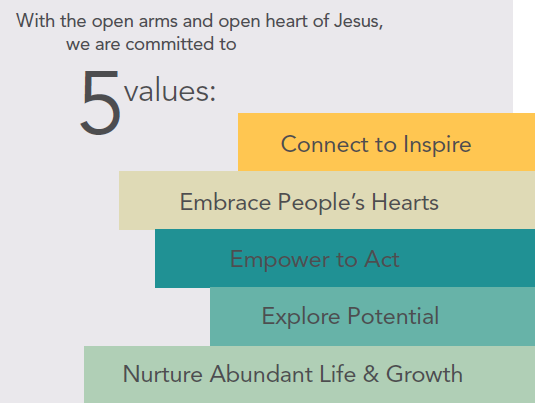 With the open arms and open heart of Jesus,
we are committed to
5 values:
Connect to Inspire
Embrace People’s Hearts
Empower to Act
Explore Potential
Nurture Abundant Life & Growth